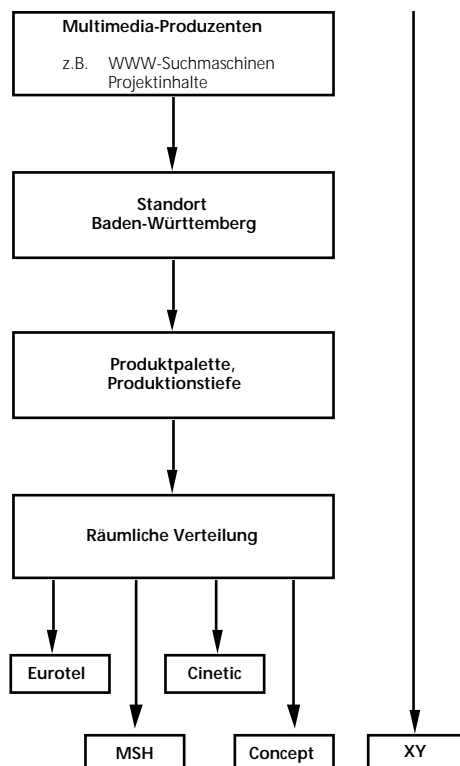 Multimedia-Produzenten
z.B. WWW-Suchmaschinen
Projektinhalte
Standort
Baden-Württemberg
Produktpalette,
Produktionstiefe
Räumliche Verteilung
Eurotel
Cinetic
MSH
Concept
XY